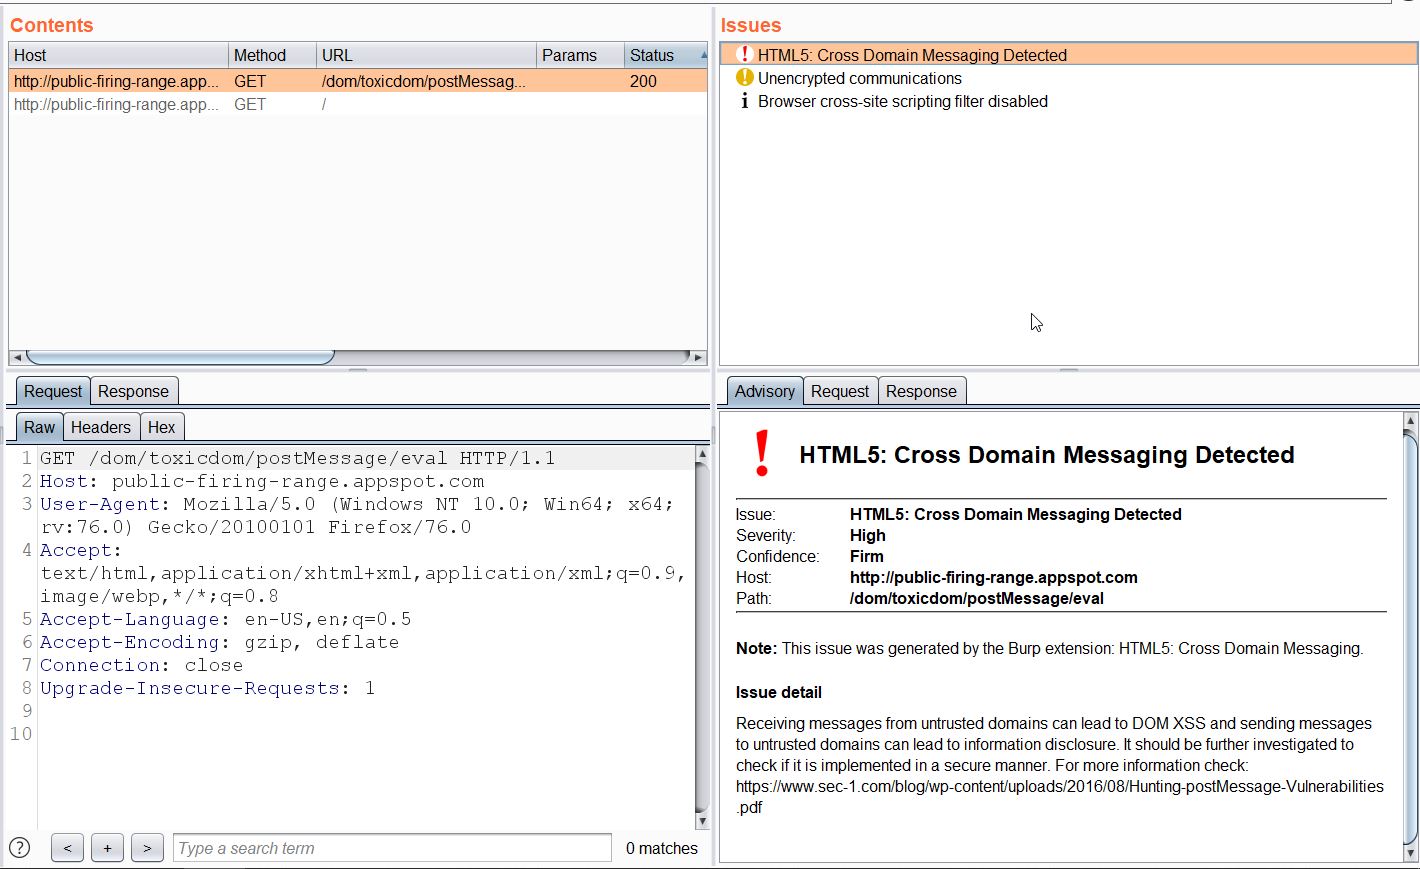 Contents
Host Method URL Params Status
http://public-firing-range.app... GET /dom/toxicdom/postMessag... 200
http://public-firing-range.app... GET /
Request Response
Raw Headers Hex
1 GET /dom/toxicdom/postMessage/eval HTTP/1.1
2 Host: public-firing-range.appspot.com
3 User-Agent: Mozilla/5.0 (Windows NT 10.0; Win64; x64;
rv:76.0) Gecko/20100101 Firefox/76.0
4 Accept:
text/html,application/xhtml+xml,application/xml;q=0.9,
image/webp,*/*;q=0.8
5 Accept-Language: en-US,en;q=0.5
6 Accept-Encoding: gzip, deflate
7 Connection: close
8 Upgrade-Insecure-Requests: 1
9
10
? < + > Type a search term 0 matches
Issues
HTML5: Cross Domain Messaging Detected
Unencrypted communications
Browser cross-site scripting filter disabled
Advisory Request Response
HTML5: Cross Domain Messaging Detected
Issue: HTML5: Cross Domain Messaging Detected
Severity: High
Confidence: Firm
Host: http://public-firing-range.appspot.com
Path: /dom/toxicdom/postMessage/eval
Note: This issue was generated by the Burp extension: HTML5: Cross Domain Messaging.
Issue detail
Receiving messages from untrusted domains can lead to DOM XSS and sending messages
to untrusted domains can lead to information disclosure. It should be further investigated to
check if it is implemented in a secure manner. For more information check:
https://www.sec-1.com/blog/wp-content/uploads/2016/08/Hunting-postMessage-Vulnerabilities
.pdf